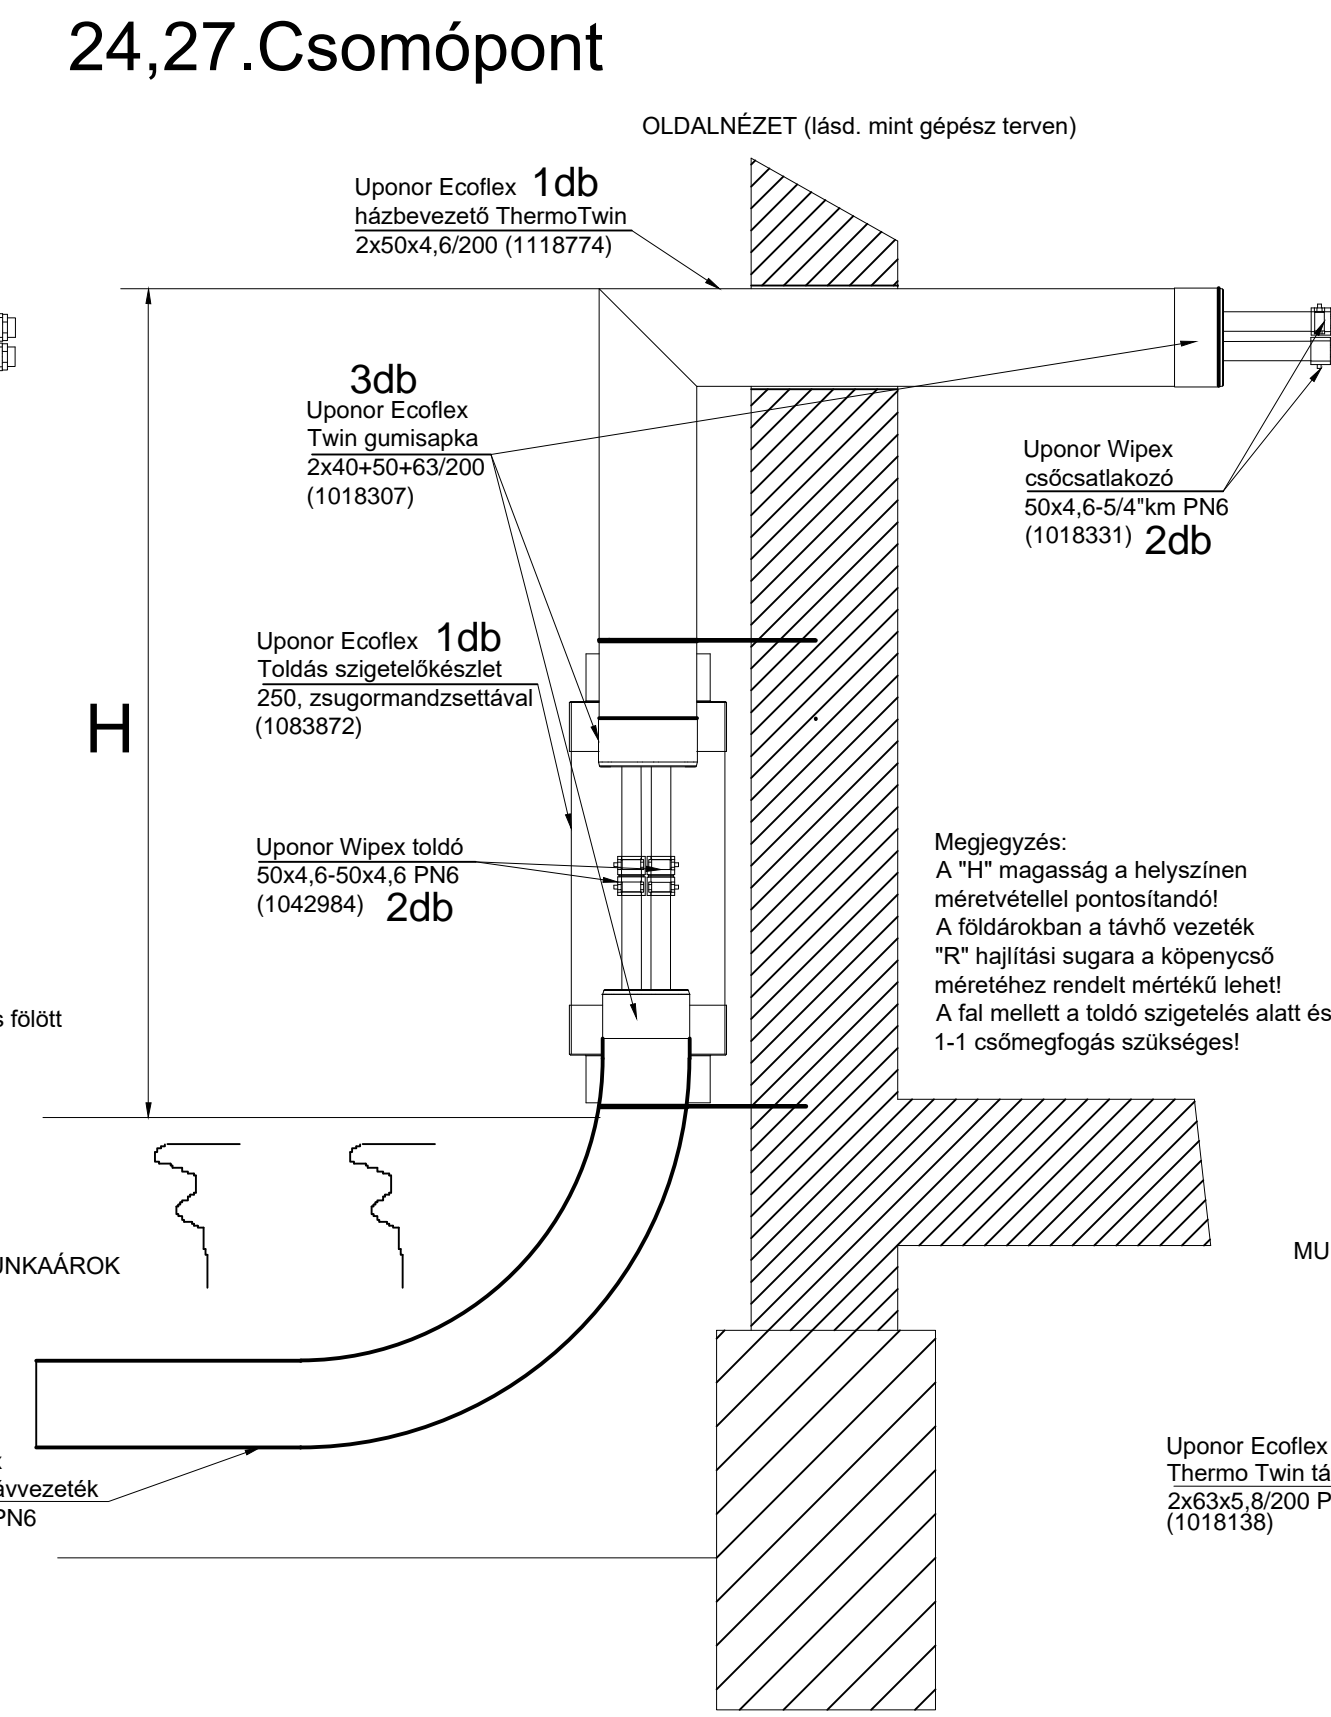 24,27.Csomópont
OLDALNÉZET (lásd. mint gépész terven)
Uponor Ecoflex 1db
házbevezető ThermoTwin
2x50x4,6/200 (1118774)
3db
Uponor Ecoflex
Twin gumisapka
2x40+50+63/200
(1018307)
Uponor Wipex
csőcsatlakozó
50x4,6-5/4"km PN6
(1018331) 2db
Uponor Ecoflex 1db
Toldás szigetelőkészlet
250, zsugormandzsettával
(1083872)
H
Uponor Wipex toldó
50x4,6-50x4,6 PN6
(1042984) 2db
Megjegyzés:
A "H" magasság a helyszínen
méretvétellel pontosítandó!
A földárokban a távhő vezeték
"R" hajlítási sugara a köpenycső
méretéhez rendelt mértékű lehet!
A fal mellett a toldó szigetelés alatt és
1-1 csőmegfogás szükséges!
s fölött
UNKAÁROK
MU
ávvezeték
PN6
Uponor Ecoflex
Thermo Twin tá
2x63x5,8/200 P
(1018138)